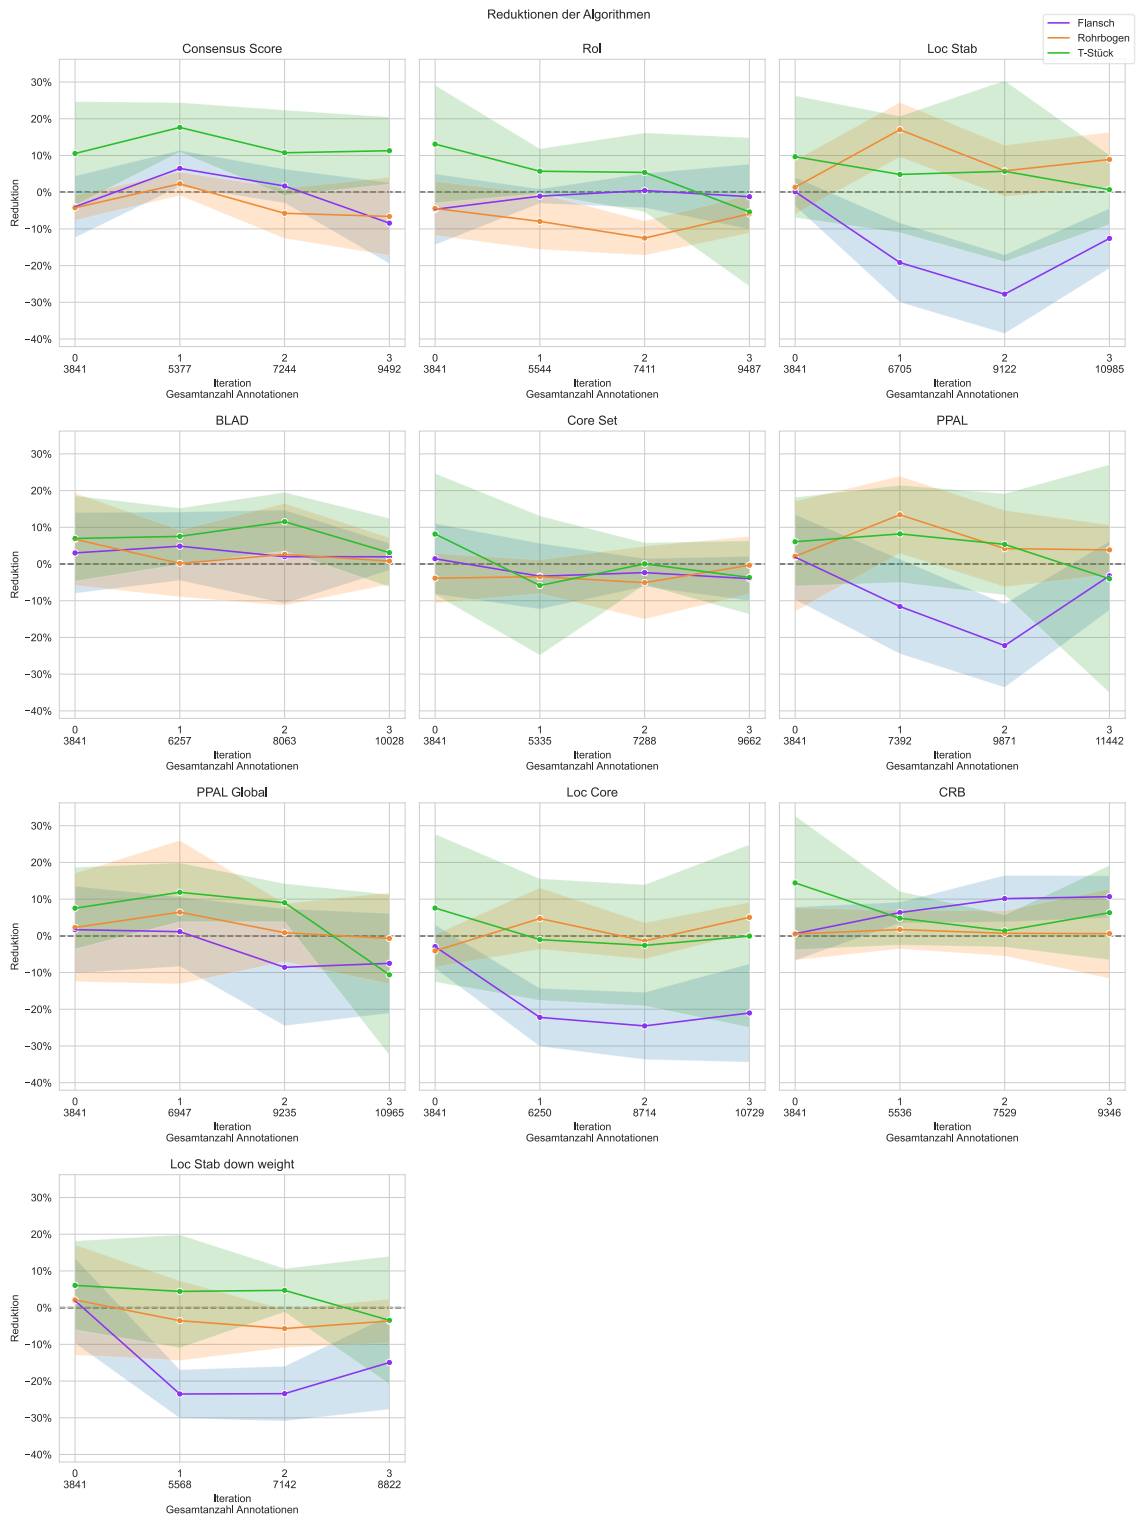 Reduktionen der Algorithmen
Flansch
Rohrbogen
T-Stück
Consensus Score
RoI
Loc Stab
30%
20%
10%
0%
−10%
−20%
−30%
−40%
Reduktion
0 1 2 3
3841 5377 7244 9492
Iteration
Gesamtanzahl Annotationen
0 1 2 3
3841 5544 7411 9487
Iteration
Gesamtanzahl Annotationen
0 1 2 3
3841 6705 9122 10985
Iteration
Gesamtanzahl Annotationen
BLAD
Core Set
PPAL
30%
20%
10%
0%
−10%
−20%
−30%
−40%
Reduktion
0 1 2 3
3841 6257 8063 10028
Iteration
Gesamtanzahl Annotationen
0 1 2 3
3841 5335 7288 9662
Iteration
Gesamtanzahl Annotationen
0 1 2 3
3841 7392 9871 11442
Iteration
Gesamtanzahl Annotationen
PPAL Global
Loc Core
CRB
30%
20%
10%
0%
−10%
−20%
−30%
−40%
Reduktion
0 1 2 3
3841 6947 9235 10965
Iteration
Gesamtanzahl Annotationen
0 1 2 3
3841 6250 8714 10729
Iteration
Gesamtanzahl Annotationen
0 1 2 3
3841 5536 7529 9346
Iteration
Gesamtanzahl Annotationen
Loc Stab down weight
30%
20%
10%
0%
−10%
−20%
−30%
−40%
Reduktion
0 1 2 3
3841 5568 7142 8822
Iteration
Gesamtanzahl Annotationen